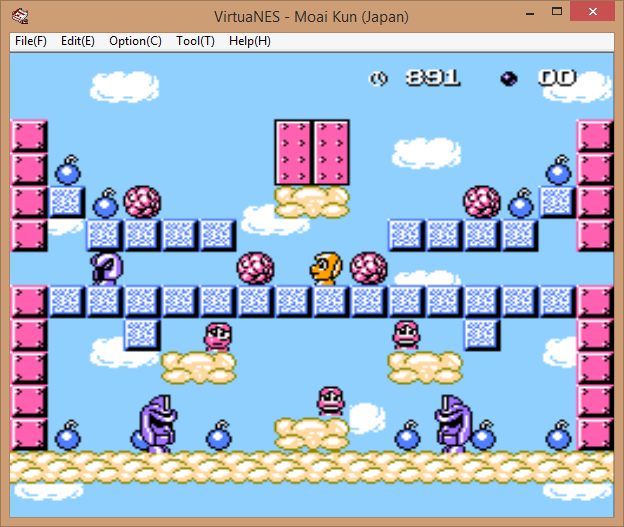 VirtuaNES - Moai Kun (Japan)
File(F) Edit(E) Option(C) Tool(T) Help(H)
891 00